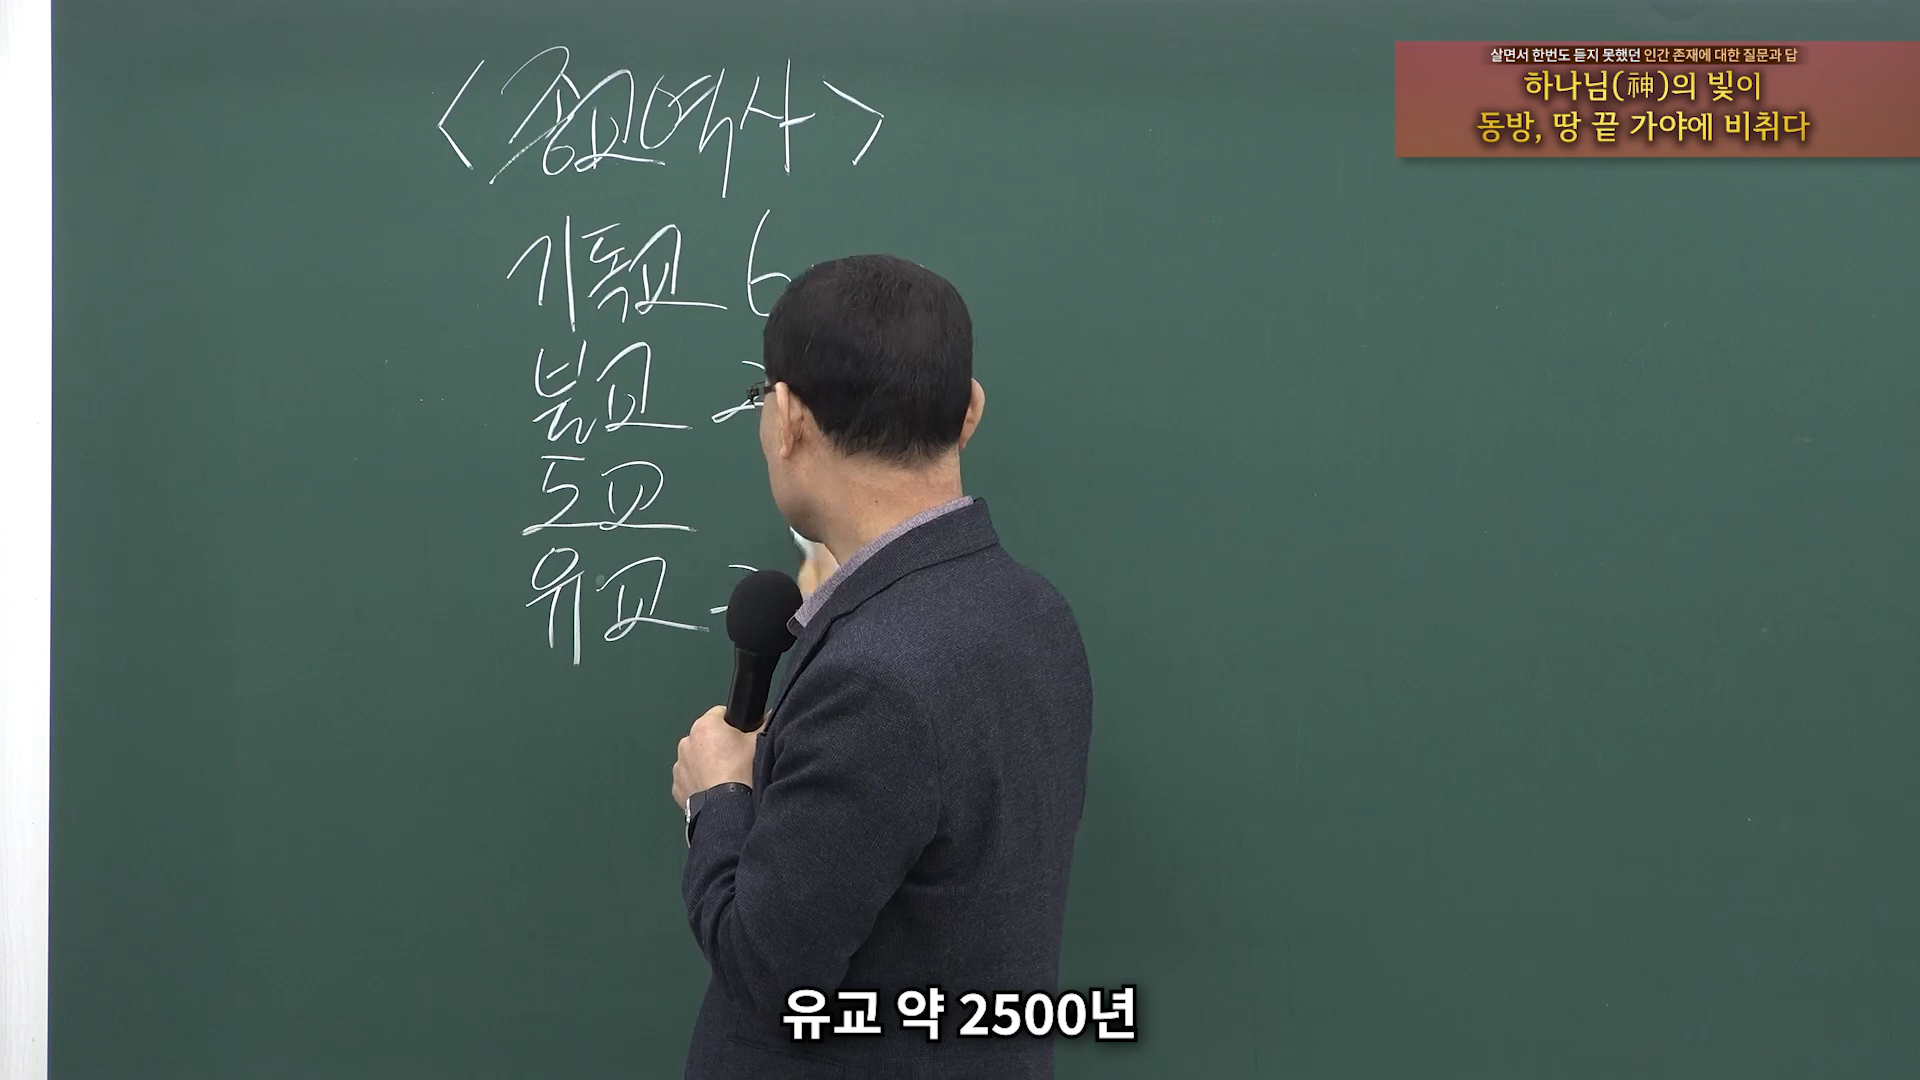 살면서 한번도 듣지 못했던 인간 존재에 대한 질문과 답
하나님(神)의 빛이
동방, 땅 끝 가야에 비취다
<종교역사>
기독교 6
불교 2
도교
유교 2
유교 약 2500년